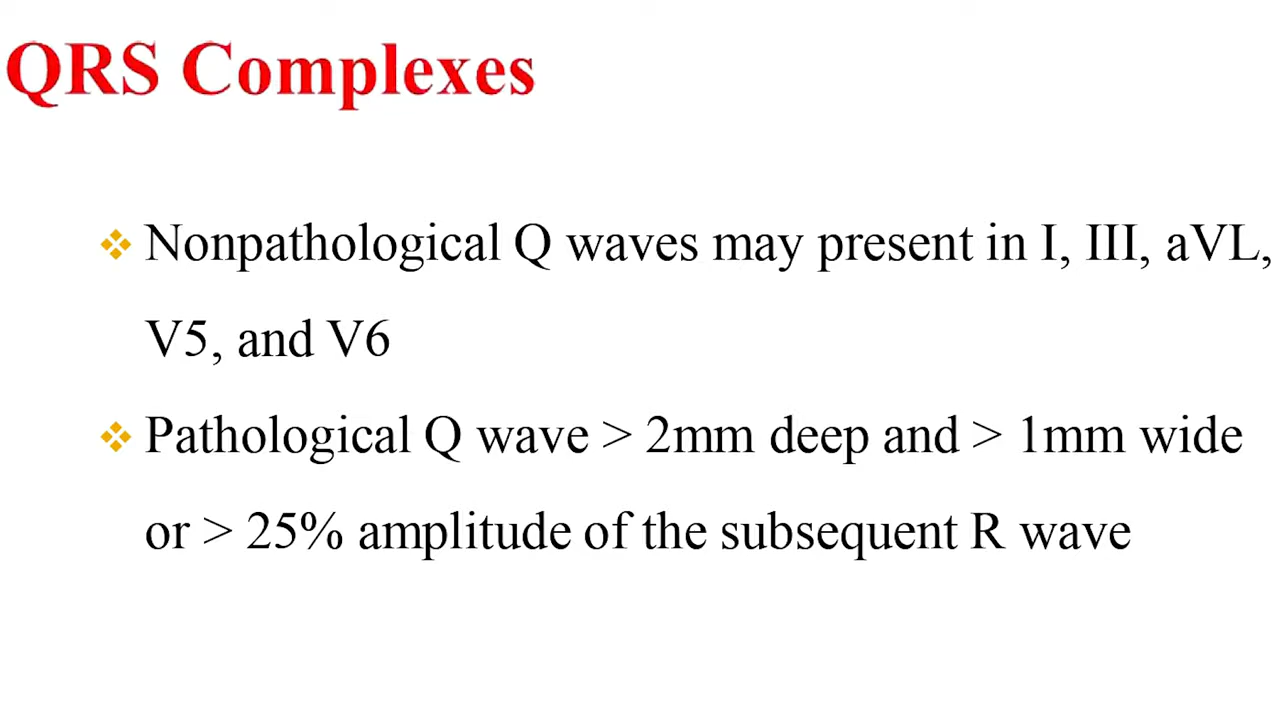 QRS Complexes
Nonpathological Q waves may present in I, III, aVL,
V5, and V6
Pathological Q wave > 2mm deep and > 1mm wide
or > 25% amplitude of the subsequent R wave